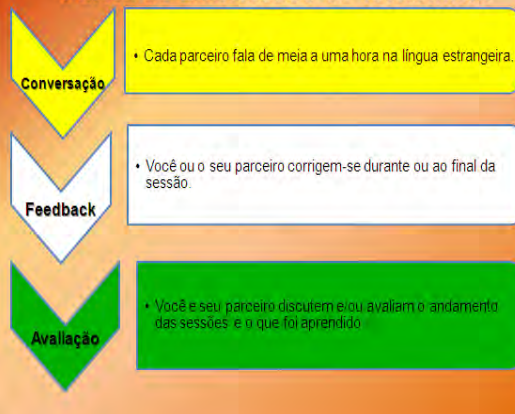 Conversação
• Cada parceiro fala de meia a uma hora na língua estrangeira.
Feedback
• Você ou o seu parceiro corrigem-se durante ou ao final da
sessão.
Avaliação
• Você e seu parceiro discutem e/ou avaliam o andamento
das sessões e o que foi aprendido